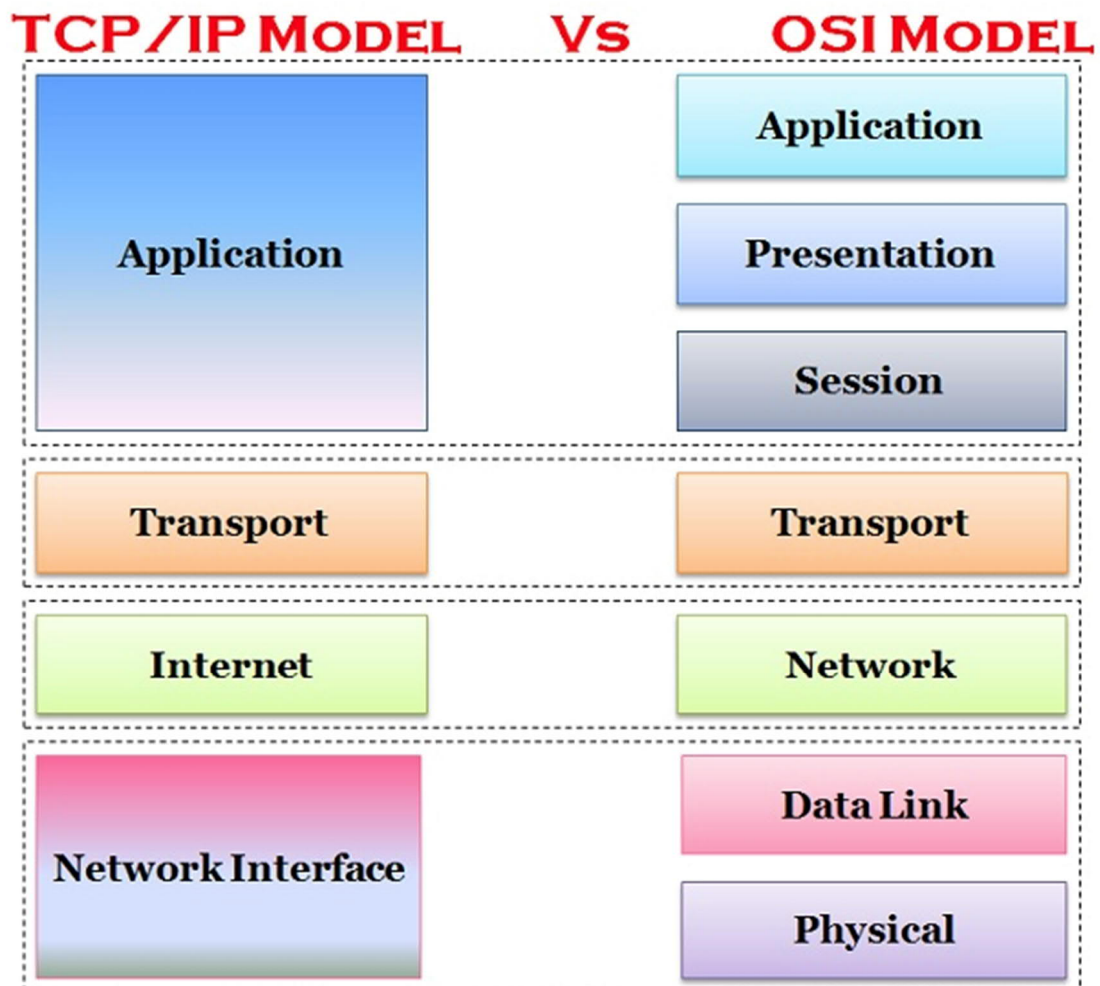 TCP/IP MODEL Vs OSI MODEL
Application
Application
Presentation
Session
Transport
Transport
Internet
Network
Network Interface
Data Link
Physical